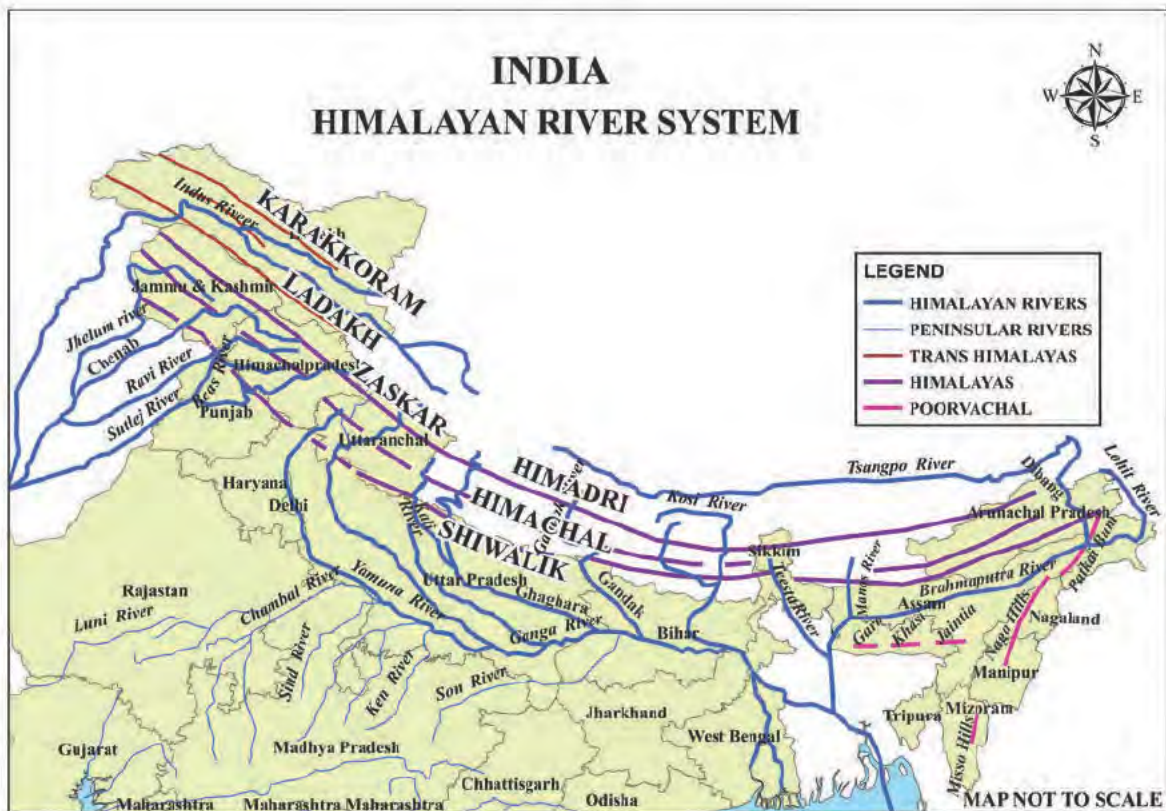 INDIA
HIMALAYAN RIVER SYSTEM
N
W
E
S
LEGEND
HIMALAYAN RIVERS
PENINSULAR RIVERS
TRANS HIMALAYAS
HIMALAYAS
POORVACHAL
Indus Riveer
KARAKKORAM
LADAKH
ZASKAR
Jammu & Kashmir
Jhelum river
Chenab
Ravi River
Beas River
Sutlej River
Himachalpradesh
Punjab
Uttaranchal
Haryana
Delhi
HIMADRI
HIMACHAL
SHIWALIK
Kali River
Kosi River
Tsangpo River
Dibang
Lohit River
Arunachal Pradesh
Sikkim
Teesta River
Manas River
Brahmaputra River
Assam
Garo
Khasi
Jaintia
Naga Hills
Patkai Bum
Nagaland
Manipur
Mizoram
Tripura
Misso Hills
Rajastan
Luni River
Chambal River
Yamuna River
Uttar Pradesh
Ghaghara
Gandak
Ganga River
Bihar
Sind River
Ken River
Son River
Jharkhand
West Bengal
Gujarat
Madhya Pradesh
Chhattisgarh
Odisha
Maharashtra
Maharashtra
Maharashtra
MAP NOT TO SCALE